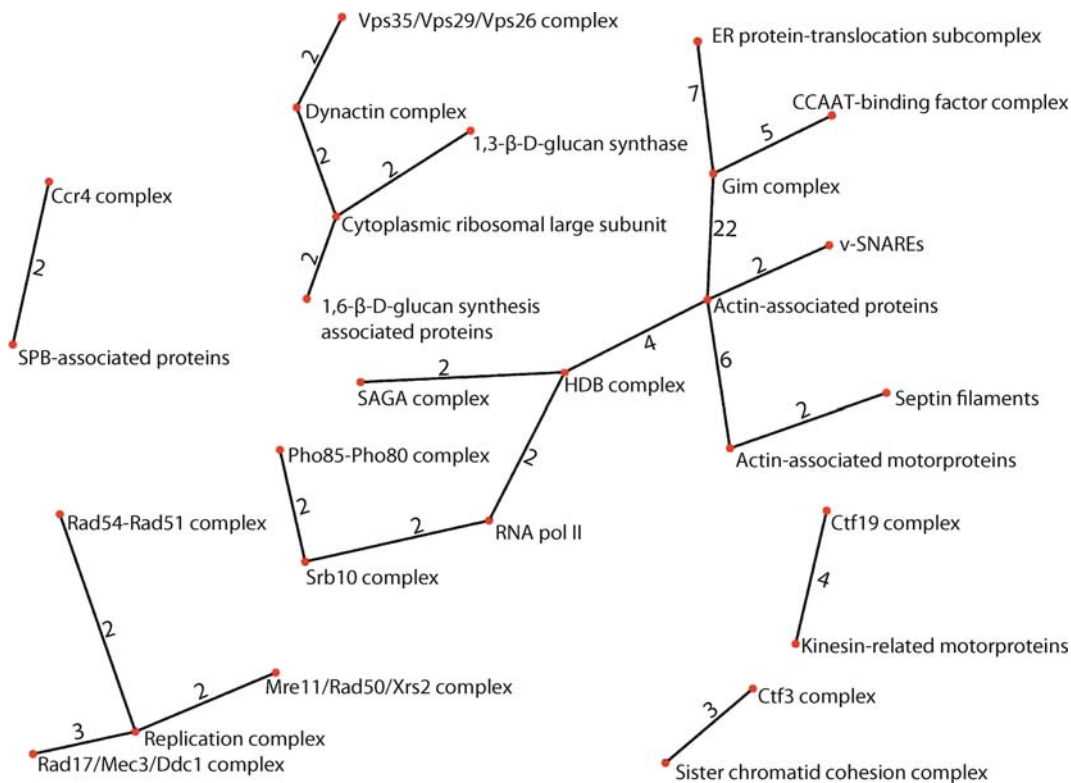 Vps35/Vps29/Vps26 complex
2
Dynactin complex
2
1,3-β-D-glucan synthase
2
Cytoplasmic ribosomal large subunit
2
1,6-β-D-glucan synthesis
associated proteins
Ccr4 complex
2
SPB-associated proteins
ER protein-translocation subcomplex
7
CCAAT-binding factor complex
5
Gim complex
22
v-SNAREs
2
Actin-associated proteins
4
6
2
SAGA complex
HDB complex
2
Septin filaments
Actin-associated motorproteins
Pho85-Pho80 complex
2
2
2
RNA pol II
Srb10 complex
Rad54-Rad51 complex
2
2
Mre11/Rad50/Xrs2 complex
3
Replication complex
Rad17/Mec3/Ddc1 complex
Ctf19 complex
4
Kinesin-related motorproteins
Ctf3 complex
3
Sister chromatid cohesion complex